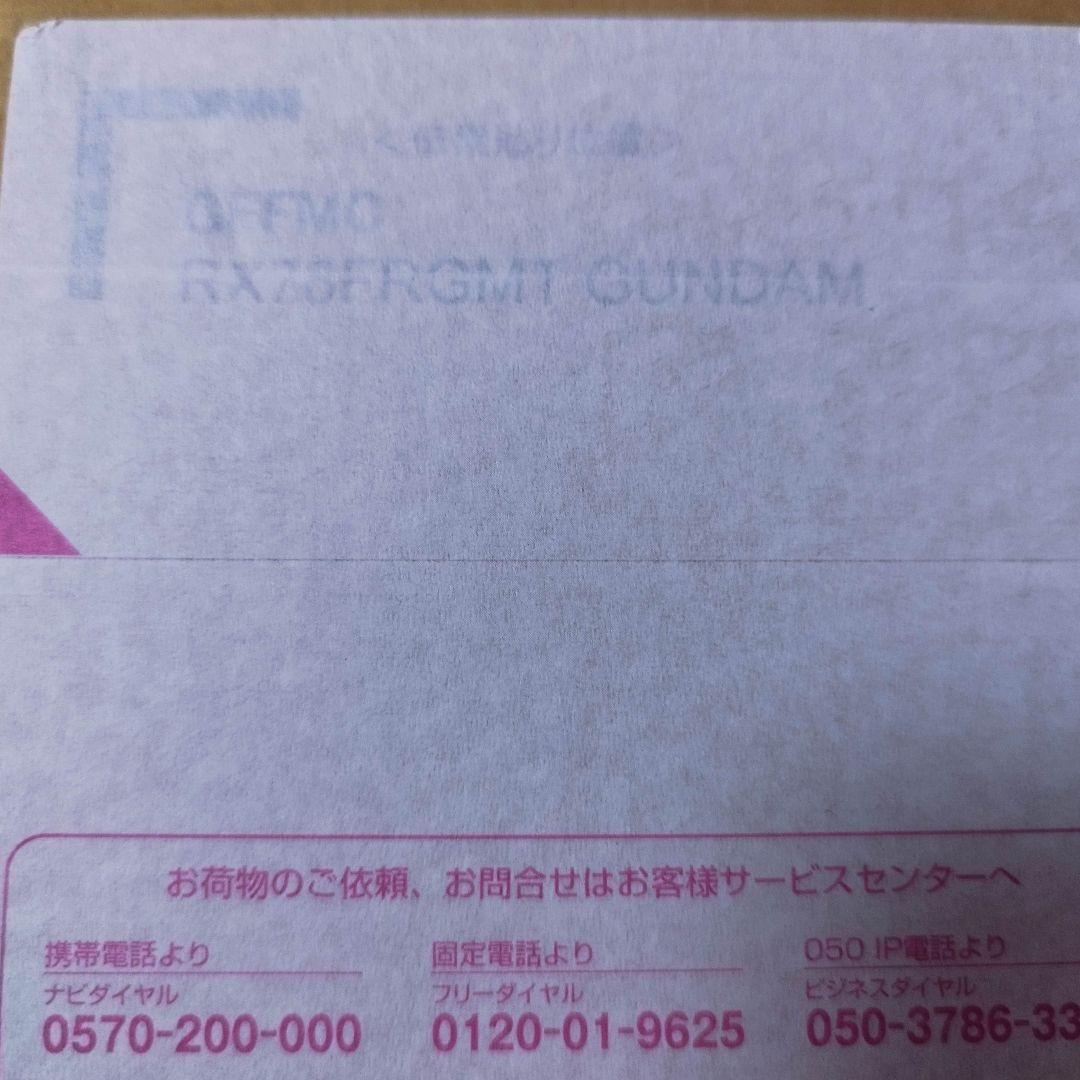 RX78FRGMT GUNDAM
お荷物のご依頼、お問合せはお客様サービスセンターへ
携帯電話より
ナビダイヤル
0570-200-000
固定電話より
フリーダイヤル
0120-01-9625
050 IP電話より
ビジネスダイヤル
050-3786-33